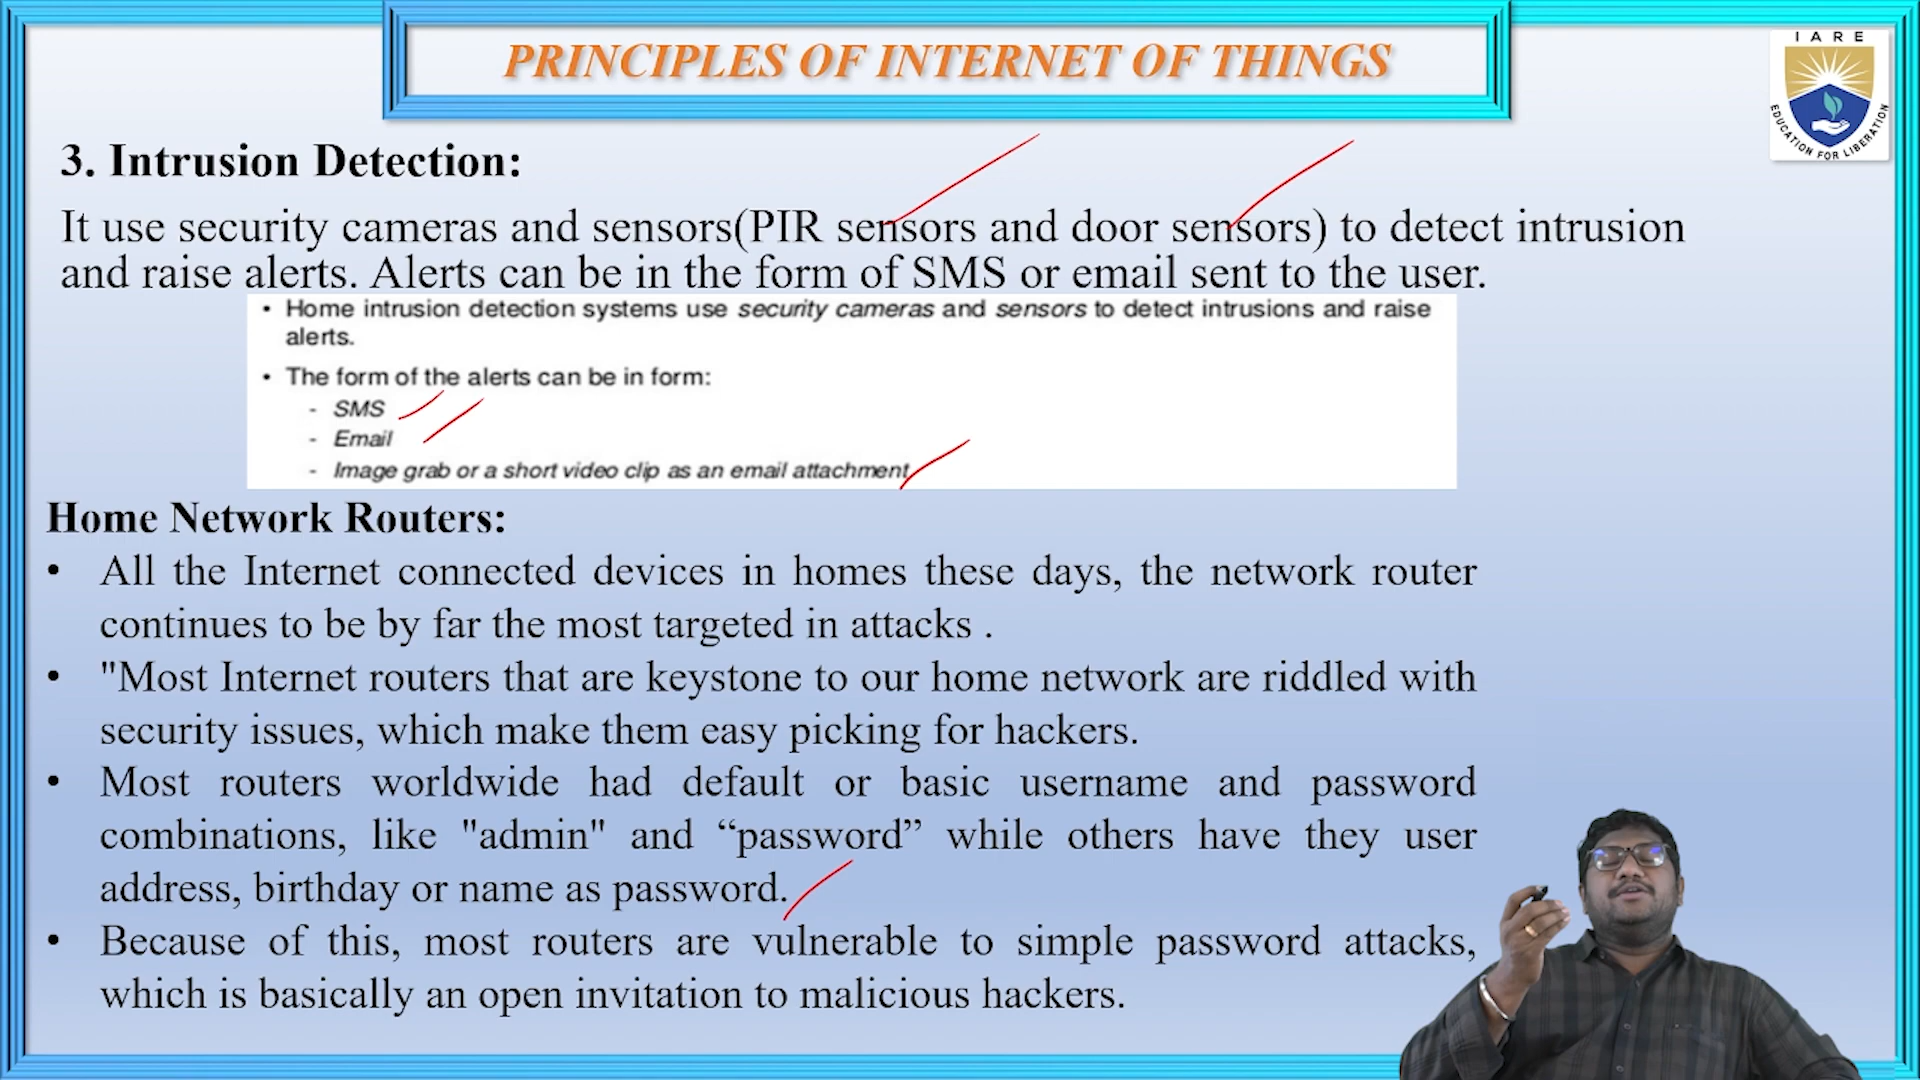 PRINCIPLES OF INTERNET OF THINGS
IARE
EDUCATION FOR LIBERATION
3. Intrusion Detection:
It use security cameras and sensors(PIR sensors and door sensors) to detect intrusion
and raise alerts. Alerts can be in the form of SMS or email sent to the user.
• Home intrusion detection systems use security cameras and sensors to detect intrusions and raise
alerts.
• The form of the alerts can be in form:
- SMS
- Email
- Image grab or a short video clip as an email attachment
Home Network Routers:
• All the Internet connected devices in homes these days, the network router
continues to be by far the most targeted in attacks .
• "Most Internet routers that are keystone to our home network are riddled with
security issues, which make them easy picking for hackers.
• Most routers worldwide had default or basic username and password
combinations, like "admin" and “password” while others have they user
address, birthday or name as password.
• Because of this, most routers are vulnerable to simple password attacks,
which is basically an open invitation to malicious hackers.